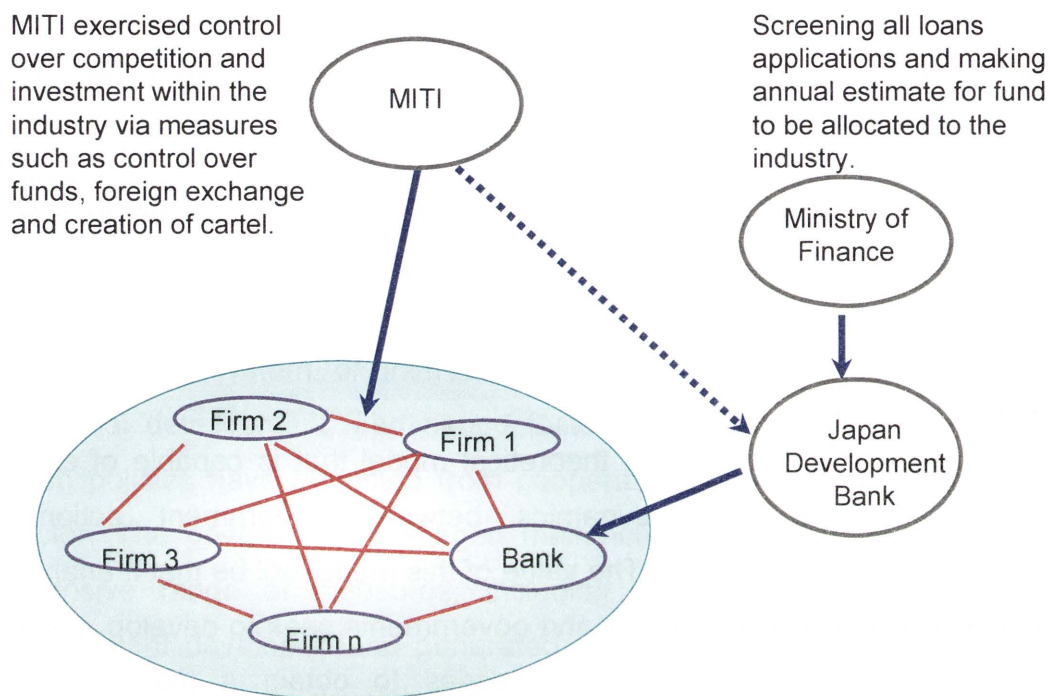 MITI exercised control
over competition and
investment within the
industry via measures
such as control over
funds, foreign exchange
and creation of cartel.
MITI
Screening all loans
applications and making
annual estimate for fund
to be allocated to the
industry.
Ministry of
Finance
Japan
Development
Bank
Firm 2
Firm 1
Firm 3
Bank
Firm n